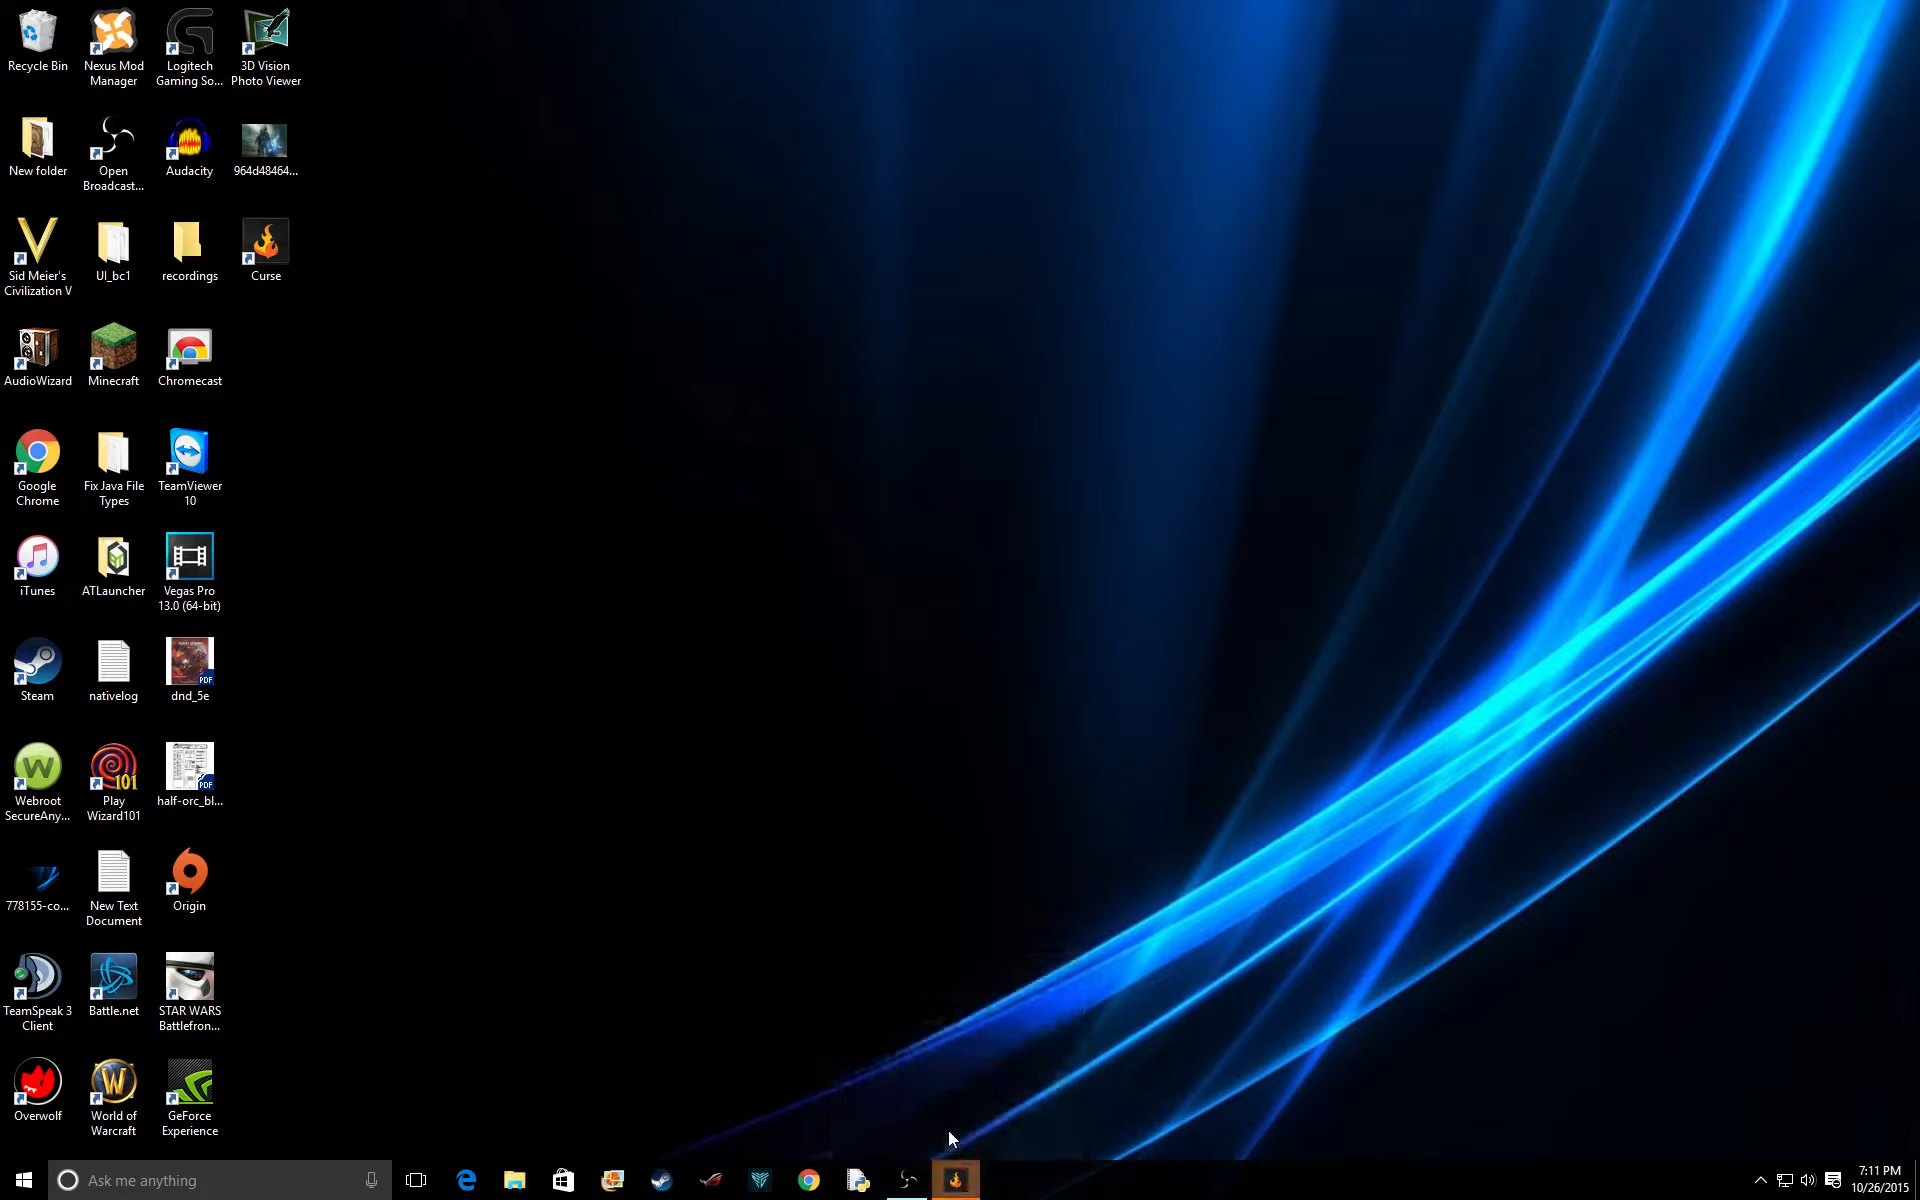 Recycle Bin
Nexus Mod
Manager
Logitech
Gaming So...
3D Vision
Photo Viewer
New folder
Open
Broadcast...
Audacity
964d48464...
Sid Meier's
Civilization V
UI_bc1
recordings
Curse
AudioWizard
Minecraft
Chromecast
Google
Chrome
Fix Java File
Types
TeamViewer
10
iTunes
ATLauncher
Vegas Pro
13.0 (64-bit)
Steam
nativelog
PDF
dnd_5e
W
Webroot
SecureAny...
101
Play
Wizard101
PDF
half-orc_bl...
778155-co...
New Text
Document
Origin
TeamSpeak 3
Client
Battle.net
STAR WARS
Battlefron...
Overwolf
W
World of
Warcraft
GeForce
Experience
Ask me anything
7:11 PM
10/26/2015